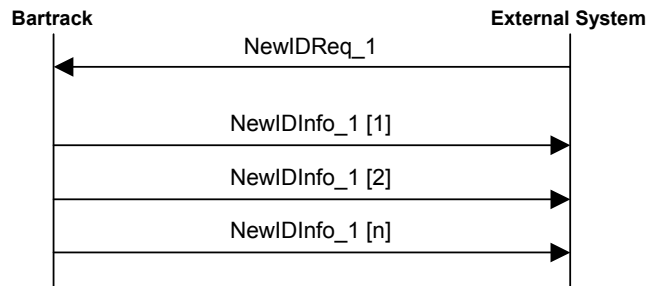 Bartrack
External System
NewIDReq_1
NewIDInfo_1 [1]
NewIDInfo_1 [2]
NewIDInfo_1 [n]